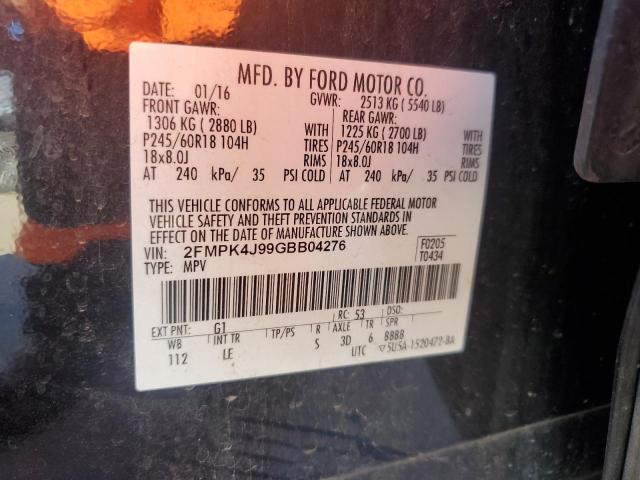 MFD. BY FORD MOTOR CO.
DATE: 01/16 GVWR: 2513 KG ( 5540 LB)
FRONT GAWR: REAR GAWR:
1306 KG ( 2880 LB) WITH 1225 KG ( 2700 LB) WITH
P245/60R18 104H TIRES P245/60R18 104H TIRES
18x8.0J RIMS 18x8.0J RIMS
AT 240 kPa/ 35 PSI COLD AT 240 kPa/ 35 PSI COLD
THIS VEHICLE CONFORMS TO ALL APPLICABLE FEDERAL MOTOR
VEHICLE SAFETY AND THEFT PREVENTION STANDARDS IN
EFFECT ON THE DATE OF MANUFACTURE SHOWN ABOVE.
VIN: 2FMPK4J99GBB04276 F0205
TYPE: MPV T0434
EXT PNT: G1 RC: 53 DSO:
WB INT TR TP/PS R AXLE TR SPR
112 LE S 3D 6 BBBB
UTC ▽5U5A-1520472-BA